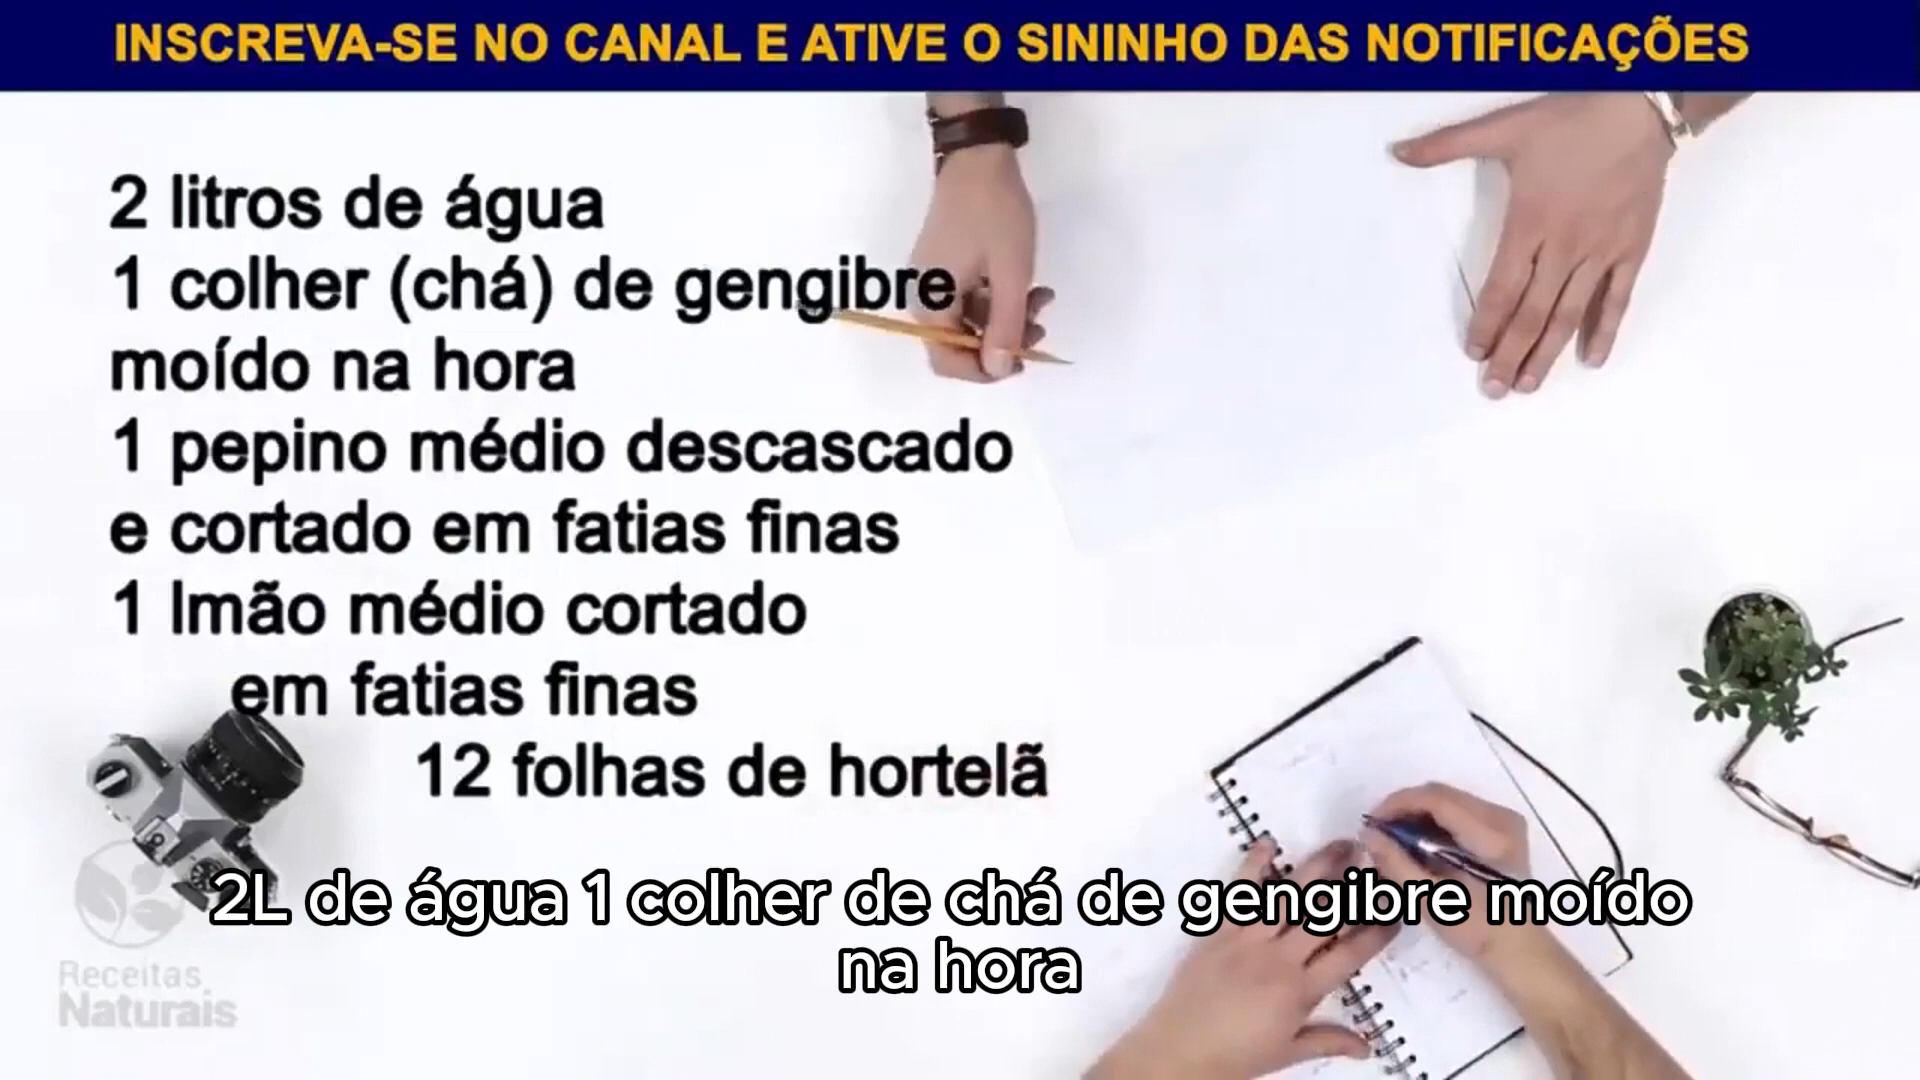 INSCREVA-SE NO CANAL E ATIVE O SININHO DAS NOTIFICAÇÕES
2 litros de água
1 colher (chá) de gengibre
moído na hora
1 pepino médio descascado
e cortado em fatias finas
1 lmão médio cortado
em fatias finas
12 folhas de hortelã
2L de água 1 colher de chá de gengibre moído
na hora
Receitas
Naturais